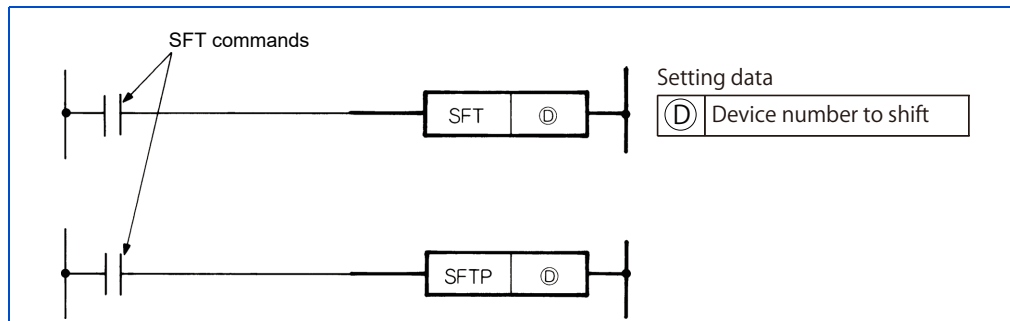 SFT commands
SFT Ⓓ
Setting data
Ⓓ Device number to shift
SFTP Ⓓ